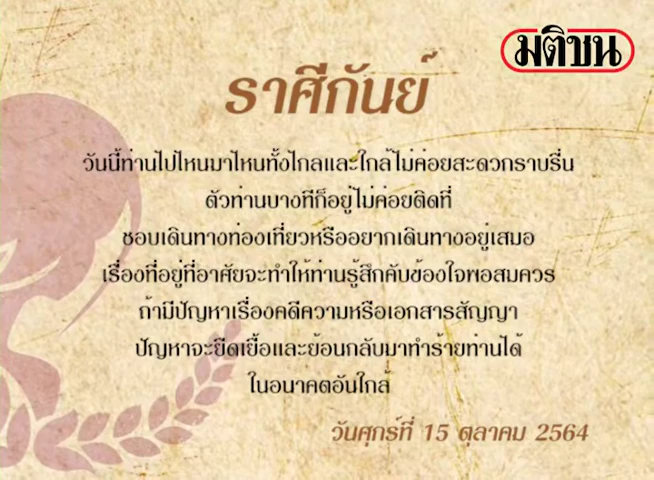 มติชน
ราศีกันย์
วันนี้ท่านไปไหนมาไหนทั้งไกลและใกล้ไม่ค่อยสะดวกราบรื่น
ตัวท่านบางทีก็อยู่ไม่ค่อยติดที่
ชอบเดินทางท่องเที่ยวหรืออยากเดินทางอยู่เสมอ
เรื่องที่อยู่ที่อาศัยจะทำให้ท่านรู้สึกคับข้องใจพอสมควร
ถ้ามีปัญหาเรื่องคดีความหรือเอกสารสัญญา
ปัญหาจะยืดเยื้อและย้อนกลับมาทำร้ายท่านได้
ในอนาคตอันใกล้
วันศุกร์ที่ 15 ตุลาคม 2564